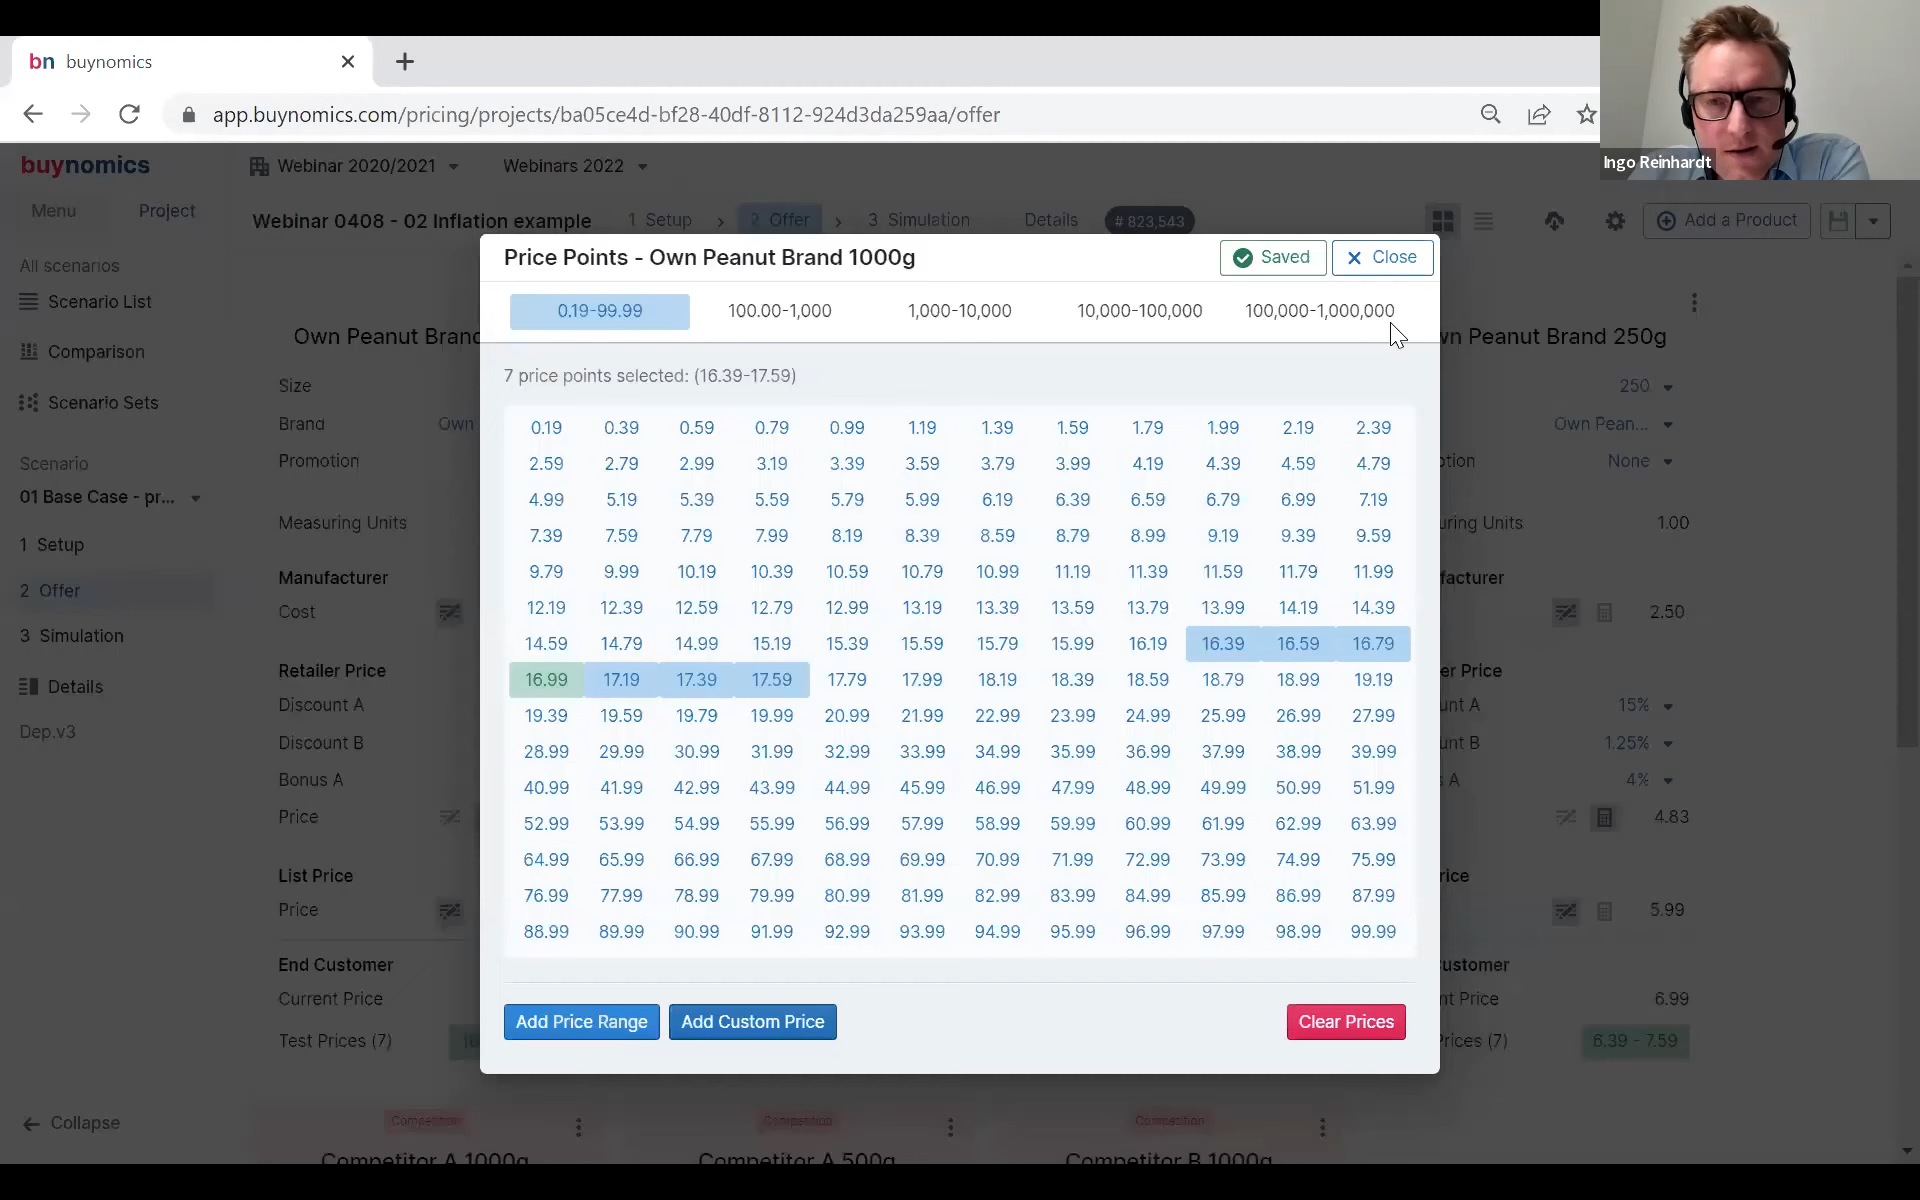 bn buynomics
app.buynomics.com/pricing/projects/ba05ce4d-bf28-40df-8112-924d3da259aa/offer
Ingo Reinhardt
buynomics
Webinar 2020/2021
Webinars 2022
Menu
Project
Webinar 0408 - 02 Inflation example
1 Setup
2 Offer
3 Simulation
Details
# 823,543
Add a Product
All scenarios
Scenario List
Comparison
Scenario Sets
Scenario
01 Base Case - pr...
1 Setup
2 Offer
3 Simulation
Details
Dep.v3
Collapse
Own Peanut Brand
Size
Brand
Own
Promotion
Measuring Units
Manufacturer
Cost
Retailer Price
Discount A
Discount B
Bonus A
Price
List Price
Price
End Customer
Current Price
Test Prices (7)
Price Points - Own Peanut Brand 1000g
Saved
Close
0.19-99.99 100.00-1,000 1,000-10,000 10,000-100,000 100,000-1,000,000
7 price points selected: (16.39-17.59)
0.19 0.39 0.59 0.79 0.99 1.19 1.39 1.59 1.79 1.99 2.19 2.39
2.59 2.79 2.99 3.19 3.39 3.59 3.79 3.99 4.19 4.39 4.59 4.79
4.99 5.19 5.39 5.59 5.79 5.99 6.19 6.39 6.59 6.79 6.99 7.19
7.39 7.59 7.79 7.99 8.19 8.39 8.59 8.79 8.99 9.19 9.39 9.59
9.79 9.99 10.19 10.39 10.59 10.79 10.99 11.19 11.39 11.59 11.79 11.99
12.19 12.39 12.59 12.79 12.99 13.19 13.39 13.59 13.79 13.99 14.19 14.39
14.59 14.79 14.99 15.19 15.39 15.59 15.79 15.99 16.19 16.39 16.59 16.79
16.99 17.19 17.39 17.59 17.79 17.99 18.19 18.39 18.59 18.79 18.99 19.19
19.39 19.59 19.79 19.99 20.99 21.99 22.99 23.99 24.99 25.99 26.99 27.99
28.99 29.99 30.99 31.99 32.99 33.99 34.99 35.99 36.99 37.99 38.99 39.99
40.99 41.99 42.99 43.99 44.99 45.99 46.99 47.99 48.99 49.99 50.99 51.99
52.99 53.99 54.99 55.99 56.99 57.99 58.99 59.99 60.99 61.99 62.99 63.99
64.99 65.99 66.99 67.99 68.99 69.99 70.99 71.99 72.99 73.99 74.99 75.99
76.99 77.99 78.99 79.99 80.99 81.99 82.99 83.99 84.99 85.99 86.99 87.99
88.99 89.99 90.99 91.99 92.99 93.99 94.99 95.99 96.99 97.99 98.99 99.99
Add Price Range
Add Custom Price
Clear Prices
wn Peanut Brand 250g
250
Own Pean...
otion None
uring Units 1.00
facturer
2.50
er Price
unt A 15%
unt B 1.25%
s A 4%
4.83
rice
5.99
ustomer
nt Price 6.99
Prices (7) 6.39 - 7.59
Competition
Competitor A 1000g
Competition
Competitor A 500g
Competition
Competitor B 1000g